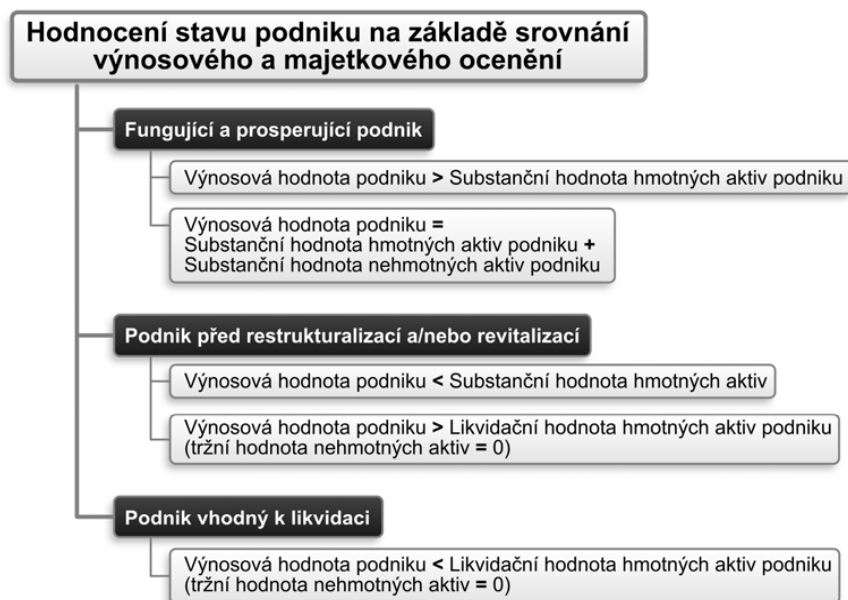 Hodnocení stavu podniku na základě srovnání
výnosového a majetkového ocenění
Fungující a prosperující podnik
Výnosová hodnota podniku > Substanční hodnota hmotných aktiv podniku
Výnosová hodnota podniku =
Substanční hodnota hmotných aktiv podniku +
Substanční hodnota nehmotných aktiv podniku
Podnik před restrukturalizací a/nebo revitalizací
Výnosová hodnota podniku < Substanční hodnota hmotných aktiv
Výnosová hodnota podniku > Likvidační hodnota hmotných aktiv podniku
(tržní hodnota nehmotných aktiv = 0)
Podnik vhodný k likvidaci
Výnosová hodnota podniku < Likvidační hodnota hmotných aktiv podniku
(tržní hodnota nehmotných aktiv = 0)